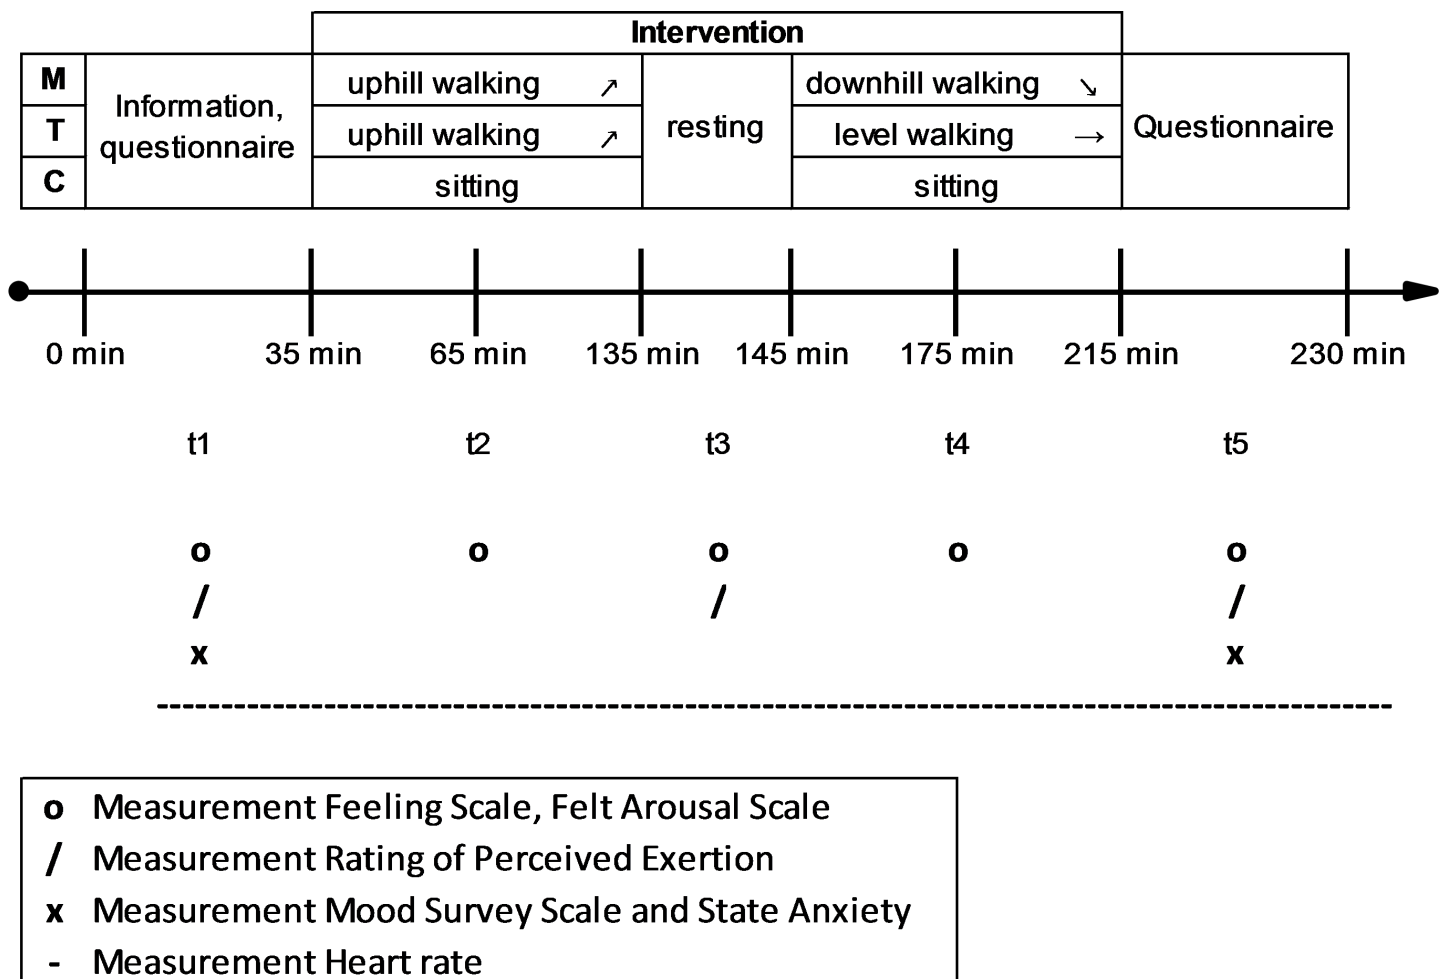 Intervention
M
Information,
questionnaire
uphill walking ↗
resting
downhill walking ↘
Questionnaire
T
uphill walking ↗
level walking →
C
sitting
sitting
0 min 35 min 65 min 135 min 145 min 175 min 215 min 230 min
t1 t2 t3 t4 t5
o o o o o
/ / /
x x
o Measurement Feeling Scale, Felt Arousal Scale
/ Measurement Rating of Perceived Exertion
x Measurement Mood Survey Scale and State Anxiety
- Measurement Heart rate